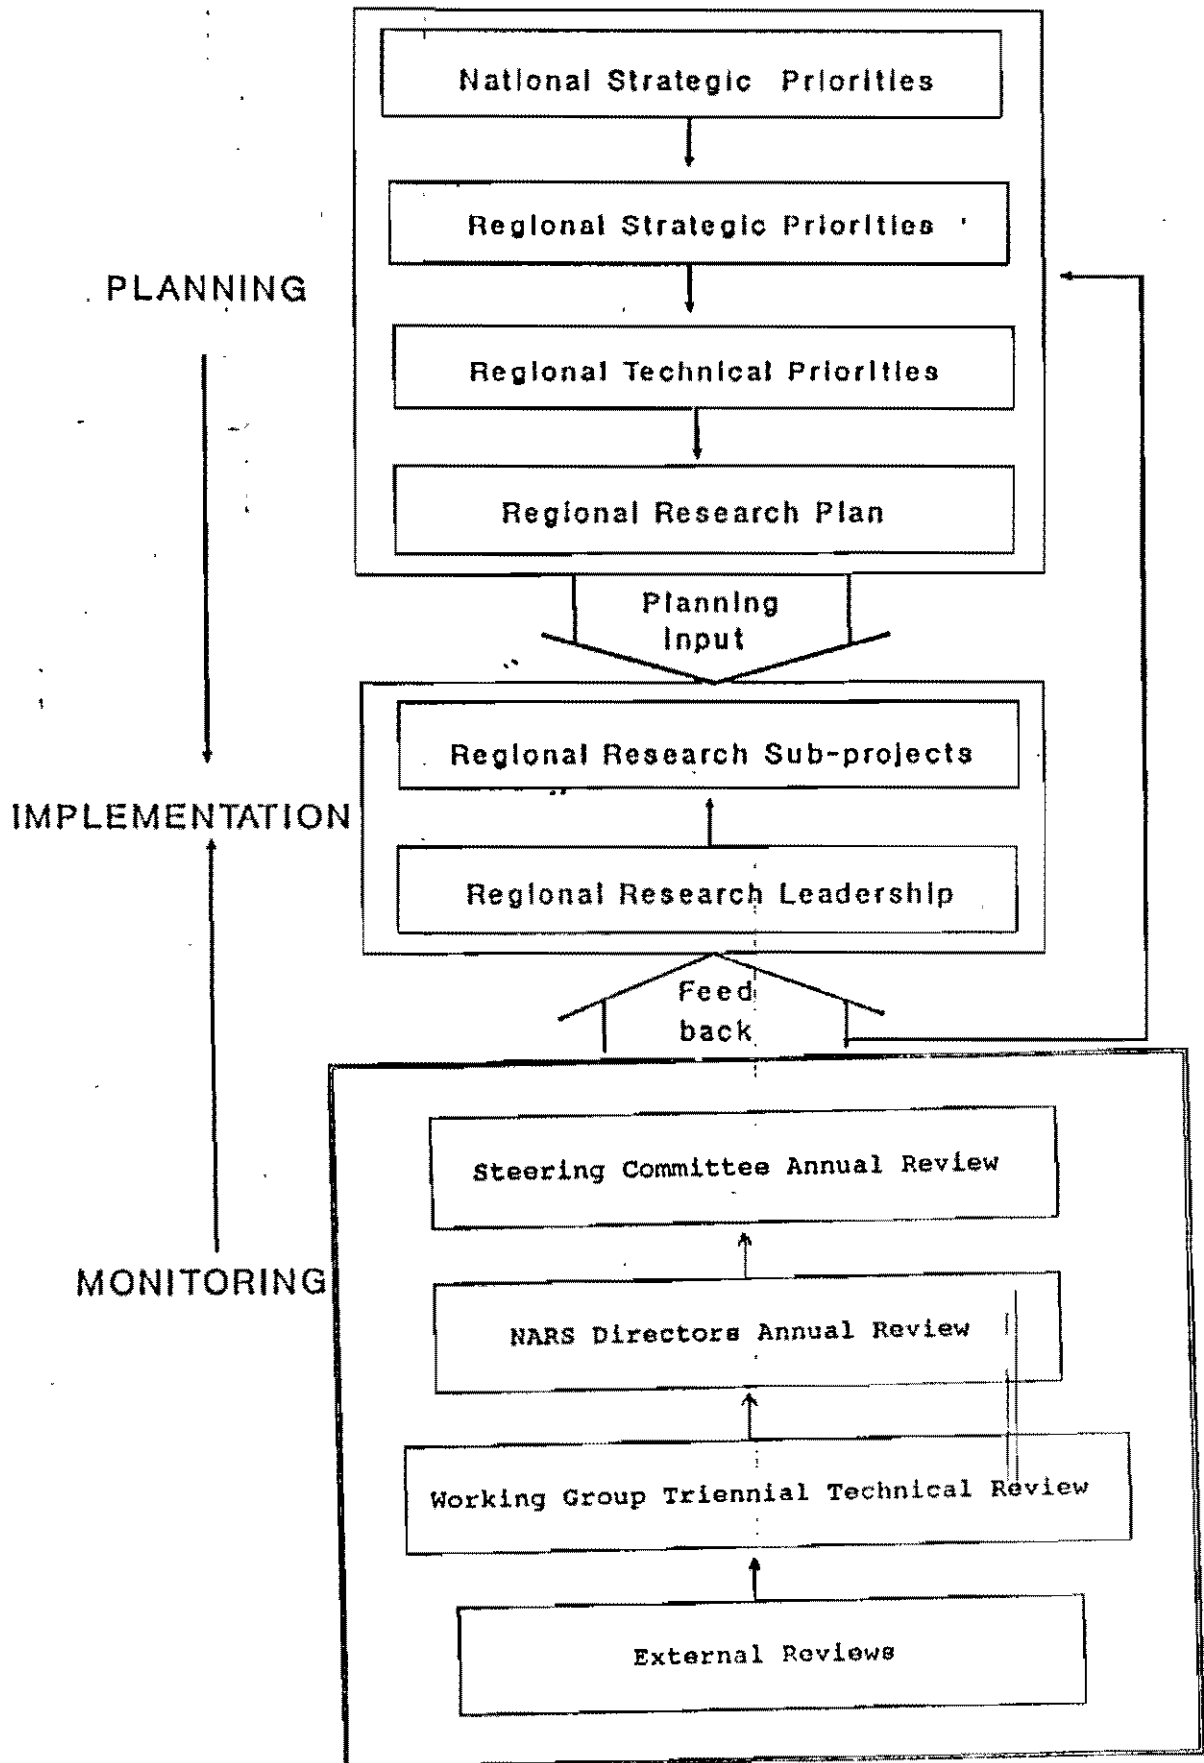 National Strategic Priorities
Regional Strategic Priorities
PLANNING
Regional Technical Priorities
Regional Research Plan
Planning
Input
Regional Research Sub-projects
IMPLEMENTATION
Regional Research Leadership
Feed
back
Steering Committee Annual Review
MONITORING
NARS Directors Annual Review
Working Group Triennial Technical Review
External Reviews